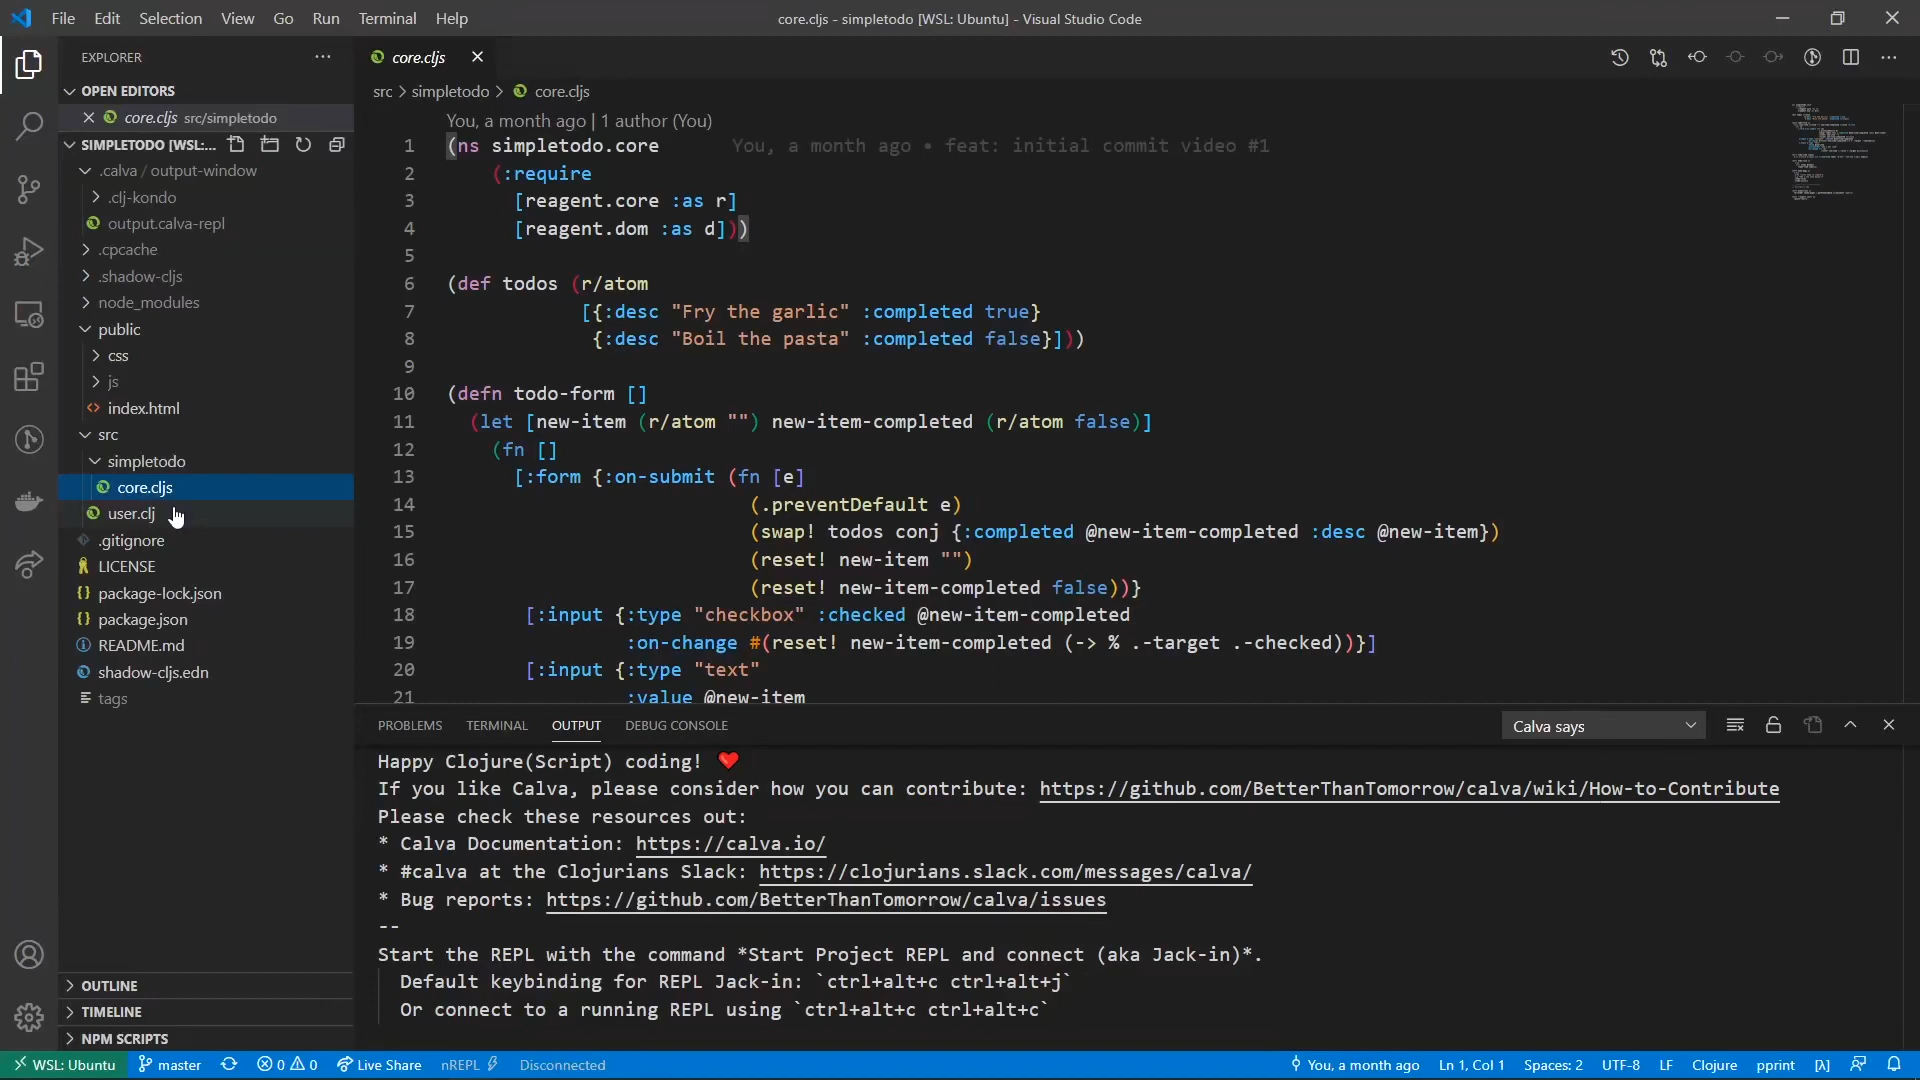 File Edit Selection View Go Run Terminal Help
core.cljs - simpletodo [WSL: Ubuntu] - Visual Studio Code
EXPLORER
OPEN EDITORS
core.cljs src/simpletodo
SIMPLETODO [WSL:...
.calva / output-window
.clj-kondo
output.calva-repl
.cpcache
.shadow-cljs
node_modules
public
css
js
index.html
src
simpletodo
core.cljs
user.clj
.gitignore
LICENSE
package-lock.json
package.json
README.md
shadow-cljs.edn
tags
OUTLINE
TIMELINE
NPM SCRIPTS
core.cljs
src > simpletodo > core.cljs
You, a month ago | 1 author (You)
1 (ns simpletodo.core You, a month ago • feat: initial commit video #1
2 (:require
3 [reagent.core :as r]
4 [reagent.dom :as d]))
5
6 (def todos (r/atom
7 [{:desc "Fry the garlic" :completed true}
8 {:desc "Boil the pasta" :completed false}]))
9
10 (defn todo-form []
11 (let [new-item (r/atom "") new-item-completed (r/atom false)]
12 (fn []
13 [:form {:on-submit (fn [e]
14 (.preventDefault e)
15 (swap! todos conj {:completed @new-item-completed :desc @new-item})
16 (reset! new-item "")
17 (reset! new-item-completed false))}
18 [:input {:type "checkbox" :checked @new-item-completed
19 :on-change #(reset! new-item-completed (-> % .-target .-checked))}]
20 [:input {:type "text"
21 :value @new-item
PROBLEMS TERMINAL OUTPUT DEBUG CONSOLE
Calva says
Happy Clojure(Script) coding! ❤️
If you like Calva, please consider how you can contribute: https://github.com/BetterThanTomorrow/calva/wiki/How-to-Contribute
Please check these resources out:
* Calva Documentation: https://calva.io/
* #calva at the Clojurians Slack: https://clojurians.slack.com/messages/calva/
* Bug reports: https://github.com/BetterThanTomorrow/calva/issues
--
Start the REPL with the command *Start Project REPL and connect (aka Jack-in)*.
Default keybinding for REPL Jack-in: `ctrl+alt+c ctrl+alt+j`
Or connect to a running REPL using `ctrl+alt+c ctrl+alt+c`
WSL: Ubuntu master 0 0 Live Share nREPL Disconnected You, a month ago Ln 1, Col 1 Spaces: 2 UTF-8 LF Clojure pprint [λ]